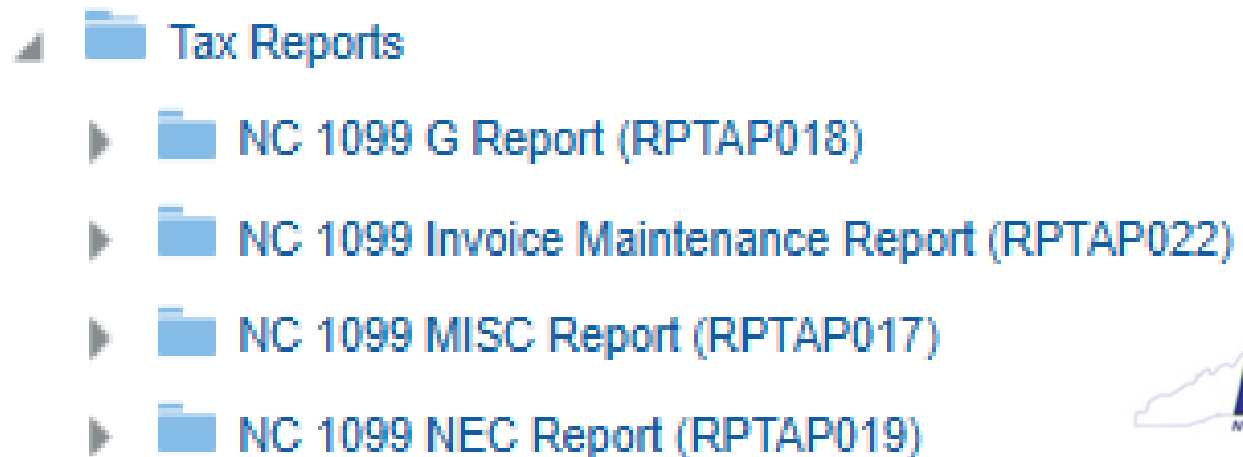 Tax Reports
NC 1099 G Report (RPTAP018)
NC 1099 Invoice Maintenance Report (RPTAP022)
NC 1099 MISC Report (RPTAP017)
NC 1099 NEC Report (RPTAP019)